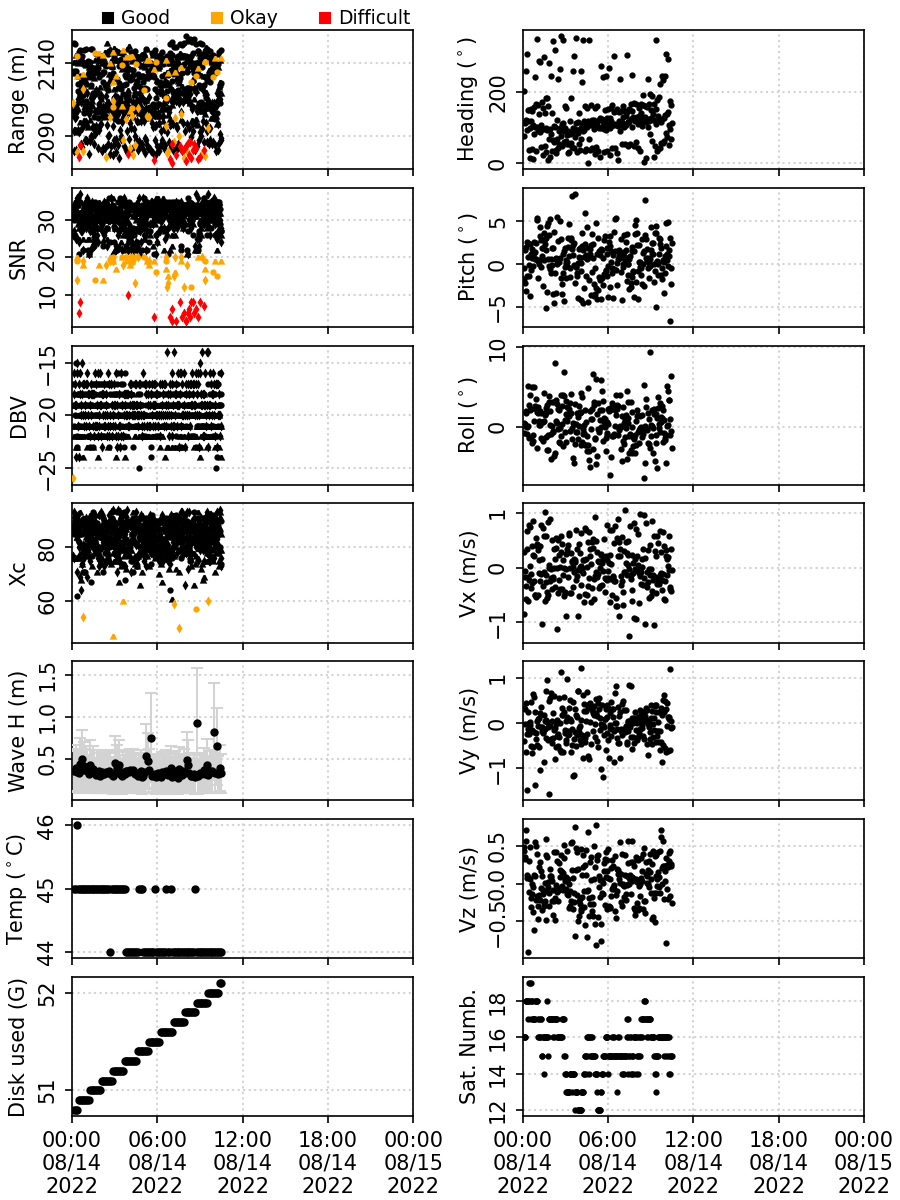 Good Okay Difficult
Range (m)
2140
2090
Heading (°)
200
0
SNR
30
20
10
Pitch (°)
5
0
−5
DBV
−15
−20
−25
Roll (°)
10
0
Xc
80
60
Vx (m/s)
1
0
−1
Wave H (m)
1.5
1.0
0.5
Vy (m/s)
1
0
−1
Temp (°C)
46
45
44
Vz (m/s)
0.5
0.0
−0.5
Disk used (G)
52
51
Sat. Numb.
18
16
14
12
00:00 06:00 12:00 18:00 00:00
08/14 08/14 08/14 08/14 08/15
2022 2022 2022 2022 2022
00:00 06:00 12:00 18:00 00:00
08/14 08/14 08/14 08/14 08/15
2022 2022 2022 2022 2022